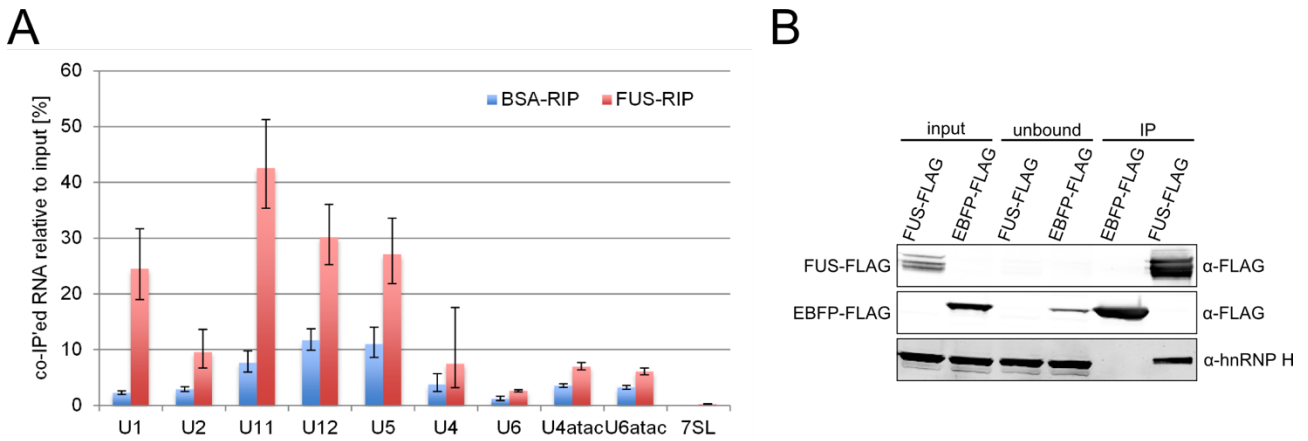 A
co-IP'ed RNA relative to input [%]
60
50
40
30
20
10
0
BSA-RIP FUS-RIP
U1 U2 U11 U12 U5 U4 U6 U4atac U6atac 7SL
B
input unbound IP
FUS-FLAG EBFP-FLAG FUS-FLAG EBFP-FLAG EBFP-FLAG FUS-FLAG
FUS-FLAG α-FLAG
EBFP-FLAG α-FLAG
α-hnRNP H